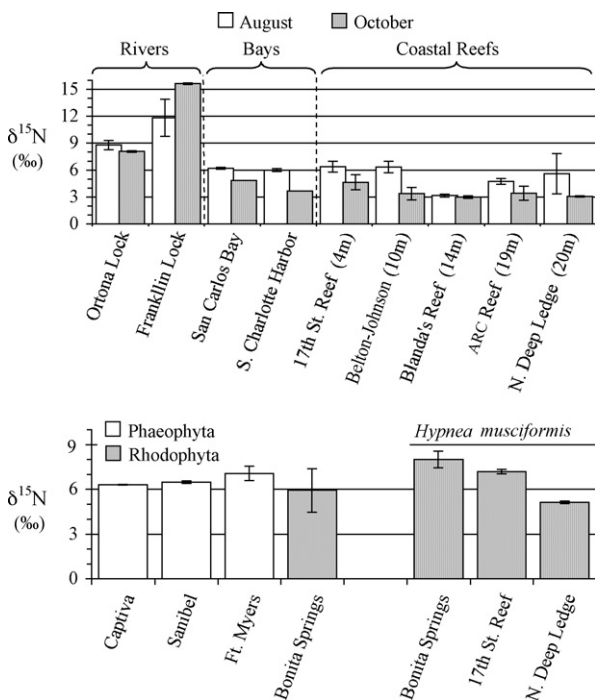 August October
Rivers Bays Coastal Reefs
15
12
9
6
3
0
δ¹⁵N
(‰)
Ortona Lock
Frankllin Lock
San Carlos Bay
S. Charlotte Harbor
17th St. Reef (4m)
Belton-Johnson (10m)
Blanda's Reef (14m)
ARC Reef (19m)
N. Deep Ledge (20m)
Phaeophyta
Rhodophyta
Hypnea musciformis
9
6
3
0
δ¹⁵N
(‰)
Captiva
Sanibel
Ft. Myers
Bonita Springs
Bonita Springs
17th St. Reef
N. Deep Ledge